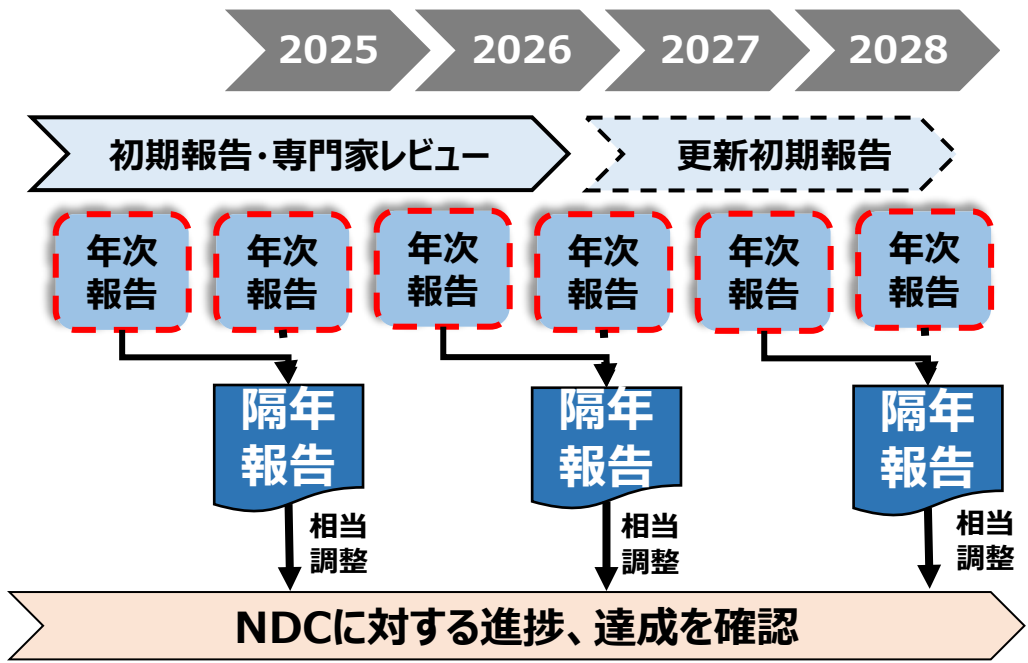 2025 2026 2027 2028
初期報告・専門家レビュー 更新初期報告
年次 年次 年次 年次 年次 年次
報告 報告 報告 報告 報告 報告
隔年 隔年 隔年
報告 報告 報告
相当 相当 相当
調整 調整 調整
NDCに対する進捗、達成を確認